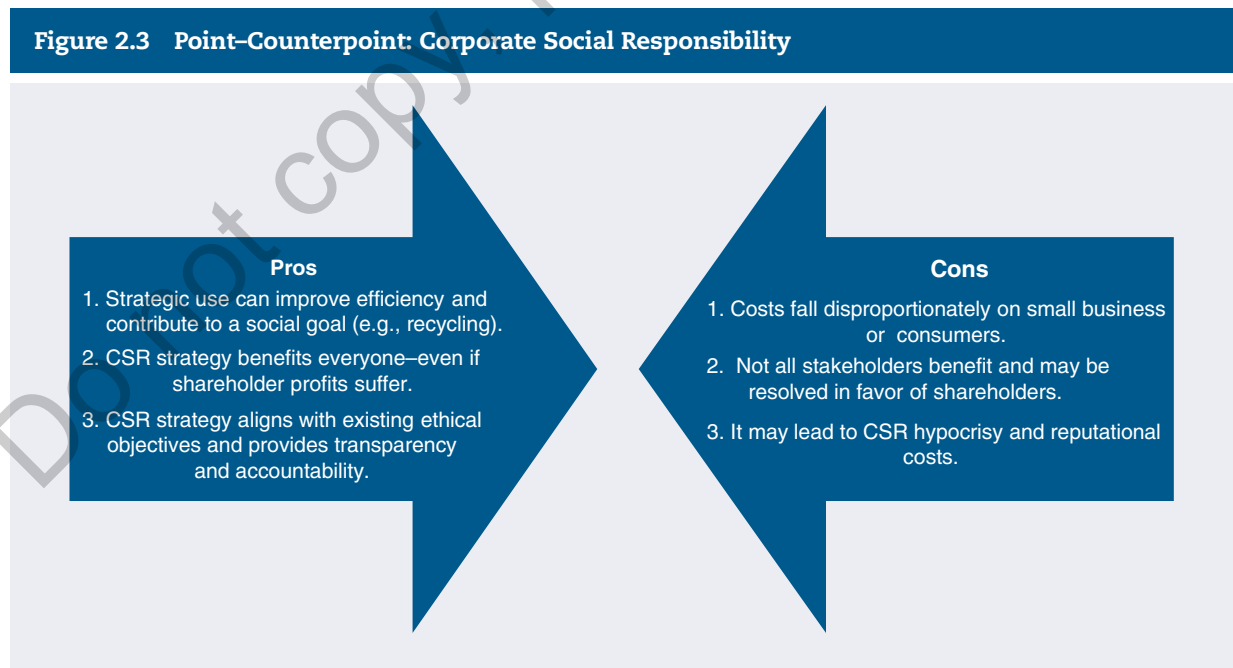 Figure 2.3 Point–Counterpoint: Corporate Social Responsibility
Pros
1. Strategic use can improve efficiency and
contribute to a social goal (e.g., recycling).
2. CSR strategy benefits everyone–even if
shareholder profits suffer.
3. CSR strategy aligns with existing ethical
objectives and provides transparency
and accountability.
Cons
1. Costs fall disproportionately on small business
or consumers.
2. Not all stakeholders benefit and may be
resolved in favor of shareholders.
3. It may lead to CSR hypocrisy and reputational
costs.
Do not copy,